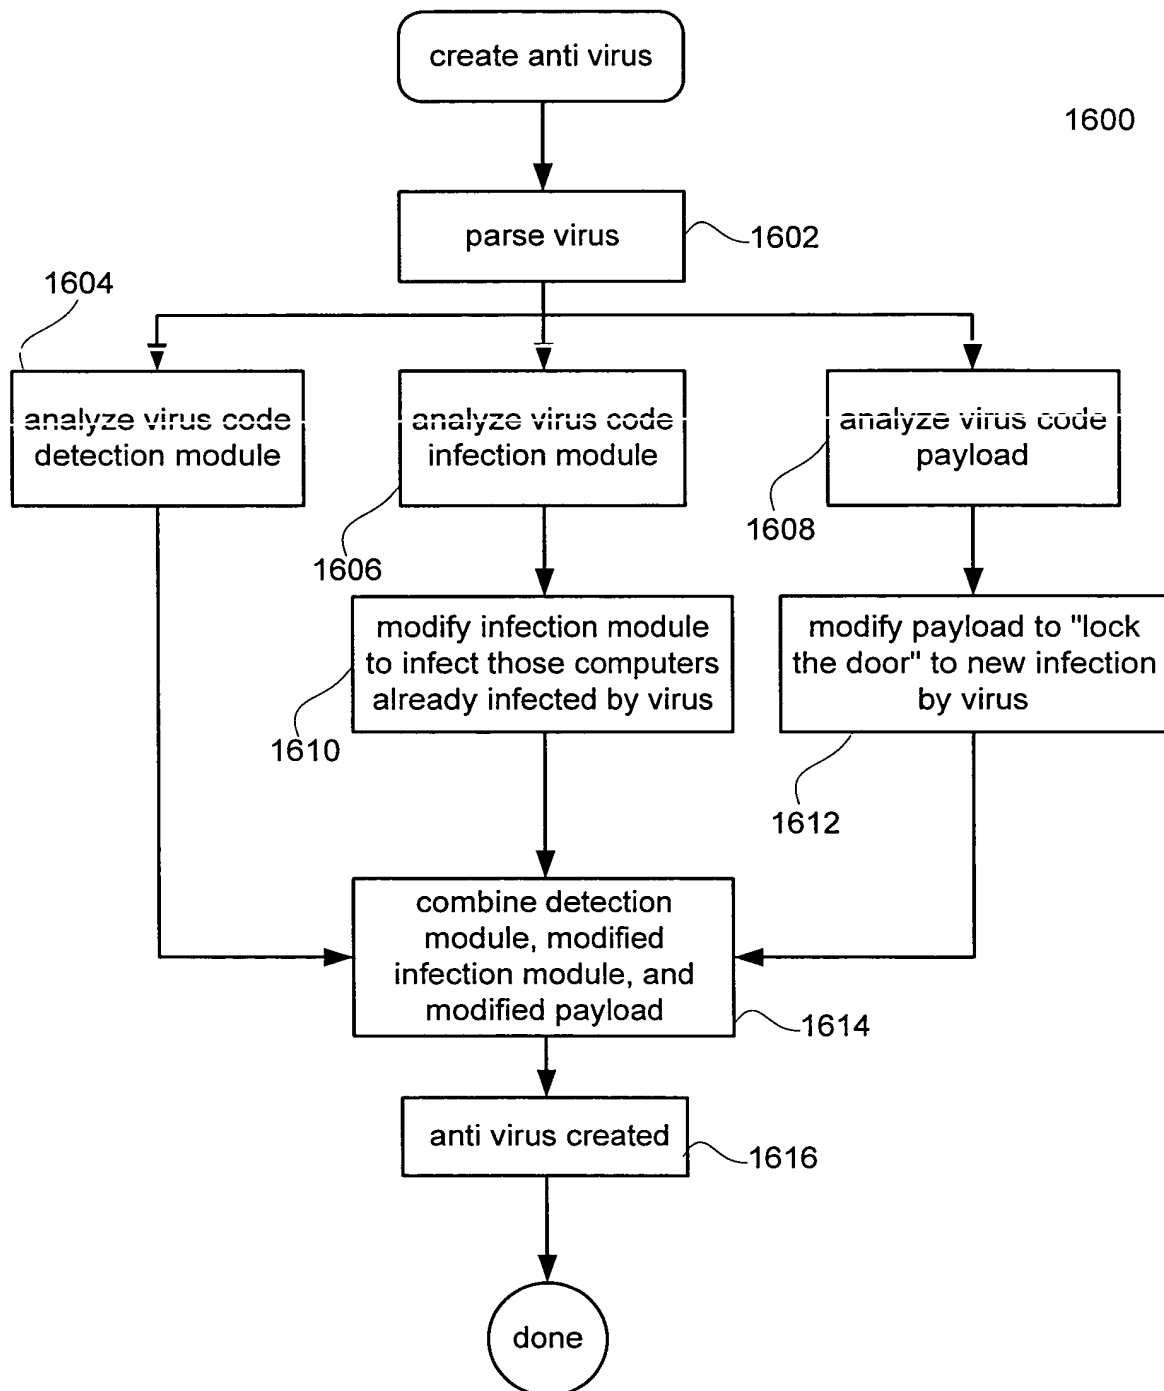 create anti virus
1600
parse virus
1602
1604
analyze virus code
detection module
analyze virus code
infection module
analyze virus code
payload
1606
1608
modify infection module
to infect those computers
already infected by virus
modify payload to "lock
the door" to new infection
by virus
1610
1612
combine detection
module, modified
infection module, and
modified payload
1614
anti virus created
1616
done